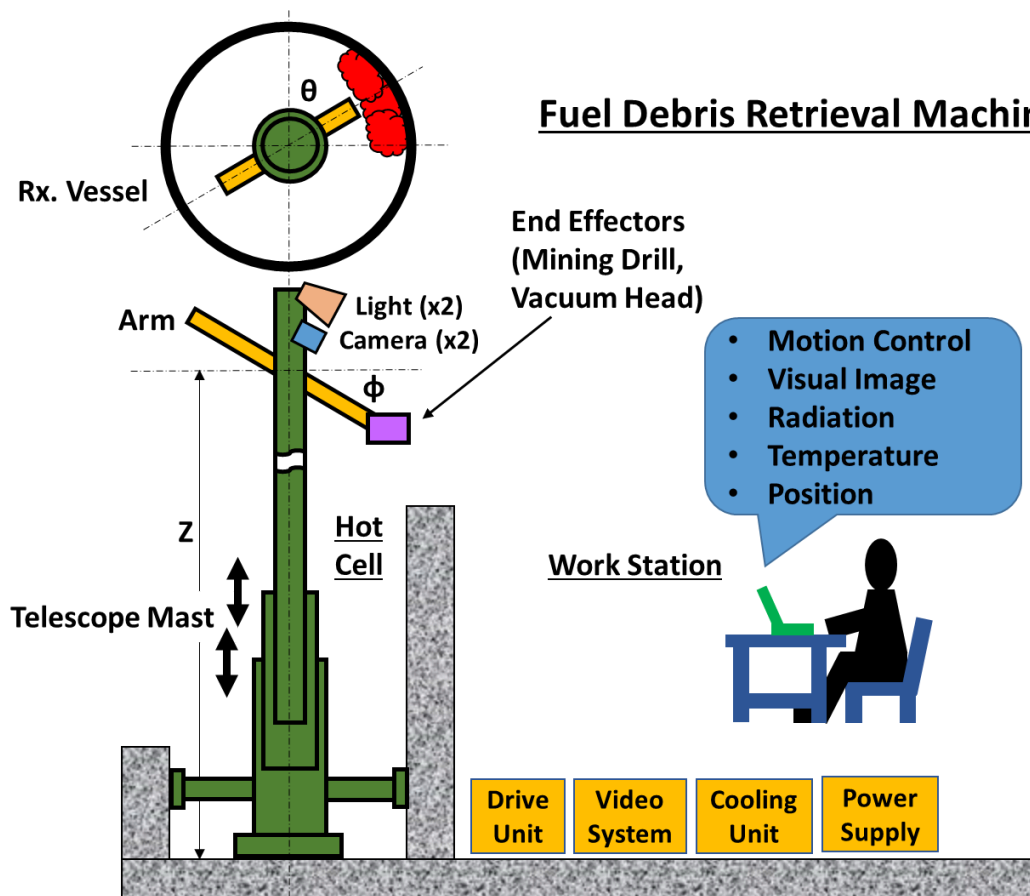 Fuel Debris Retrieval Machin
θ
Rx. Vessel
End Effectors
(Mining Drill,
Vacuum Head)
Light (x2)
Camera (x2)
Arm
ϕ
• Motion Control
• Visual Image
• Radiation
• Temperature
• Position
Z
Hot
Cell
Work Station
Telescope Mast
Drive
Unit
Video
System
Cooling
Unit
Power
Supply